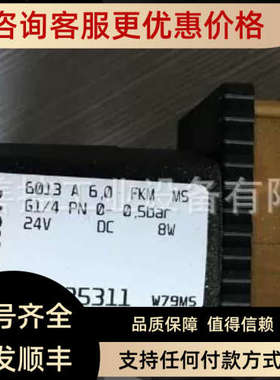 咨询客服更优惠价格
6013 A 6,0 FKM MS
G1/4 PN 0- 0,5bar
24V DC 8W
5311 W79MS
号齐全
品质保障 值得信赖
发顺丰
支持任何付款方式